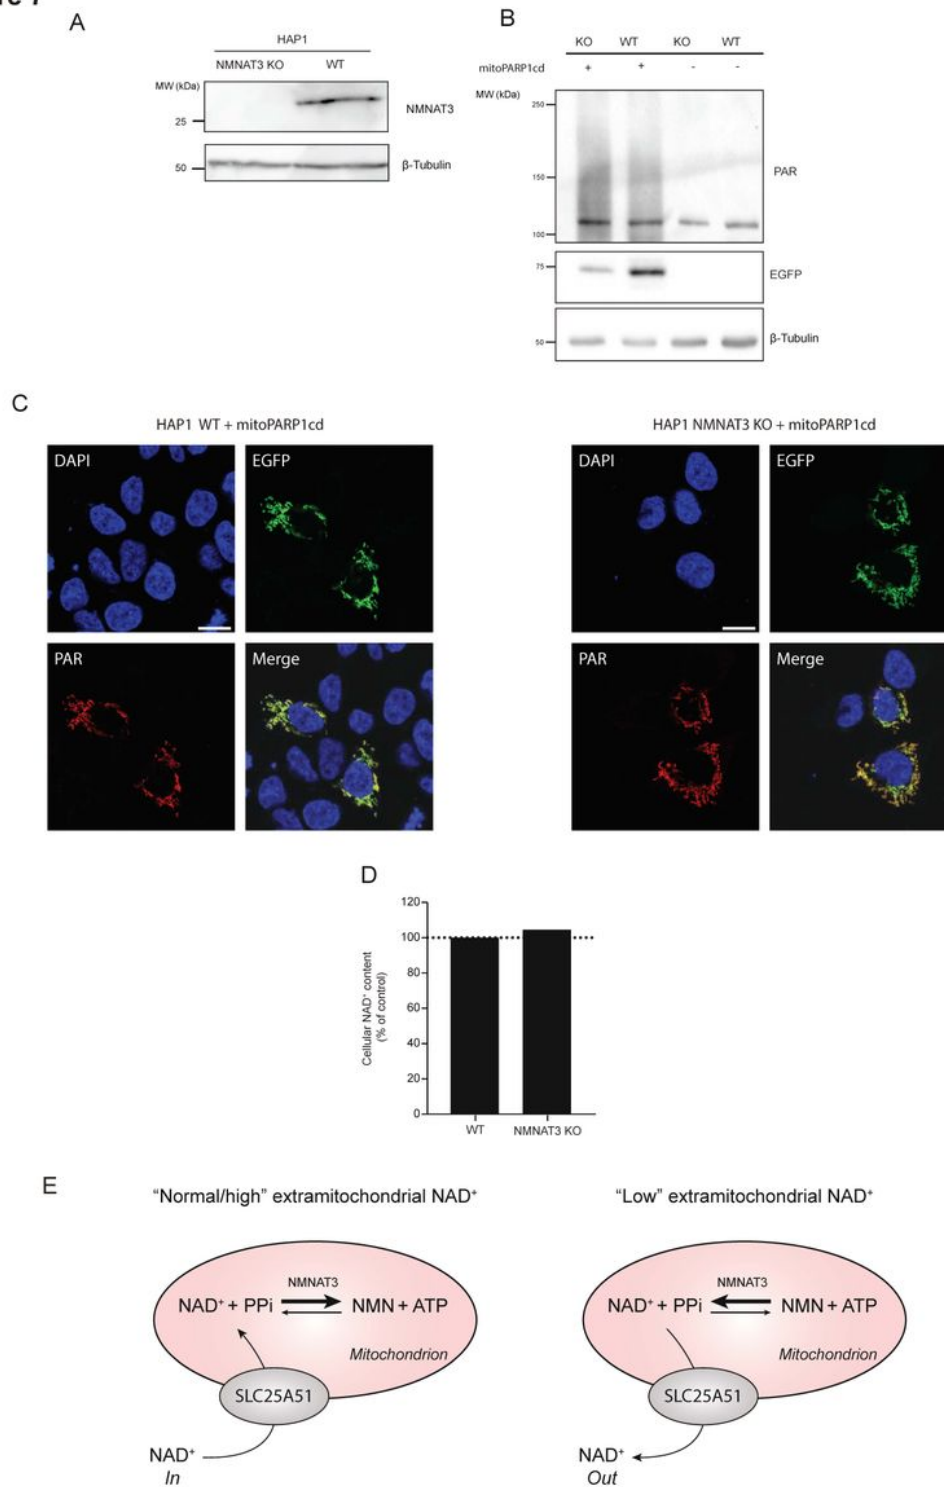 A
HAP1
NMNAT3 KO WT
MW (kDa)
25
NMNAT3
50
β-Tubulin
B
KO WT KO WT
mitoPARP1cd + + - -
MW (kDa)
250
150
100
PAR
75
EGFP
50
β-Tubulin
C
HAP1 WT + mitoPARP1cd
DAPI EGFP
PAR Merge
HAP1 NMNAT3 KO + mitoPARP1cd
DAPI EGFP
PAR Merge
D
Cellular NAD⁺ content
(% of control)
120
100
80
60
40
20
0
WT NMNAT3 KO
E
“Normal/high” extramitochondrial NAD⁺
NMNAT3
NAD⁺ + PPi NMN + ATP
Mitochondrion
SLC25A51
NAD⁺
In
“Low” extramitochondrial NAD⁺
NMNAT3
NAD⁺ + PPi NMN + ATP
Mitochondrion
SLC25A51
NAD⁺
Out